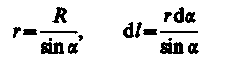 r = R / sin α,    dl = r dα / sin α